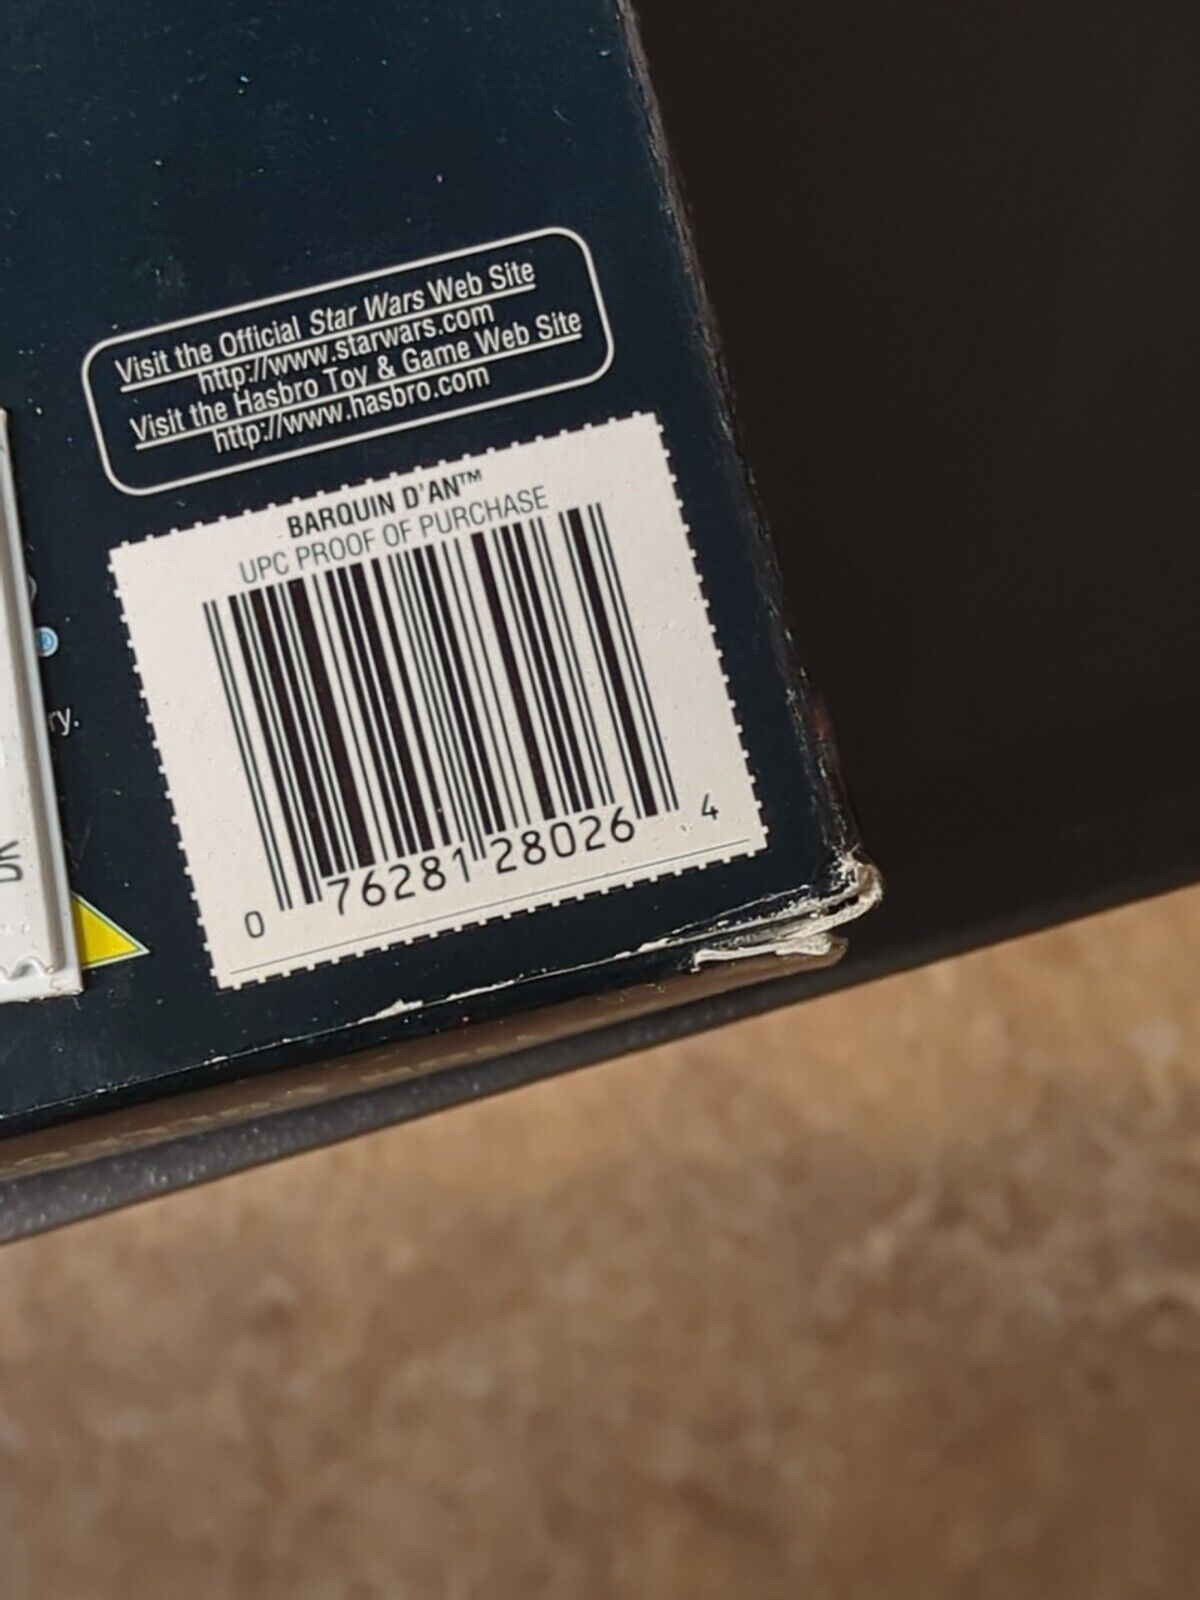 Visit the Official Star Wars Web Site
http://www.starwars.com
Visit the Hasbro Toy & Game Web Site
http://www.hasbro.com
BARQUIN D'AN™
UPC PROOF OF PURCHASE
0 76281 28026 4
®
ry.
UK